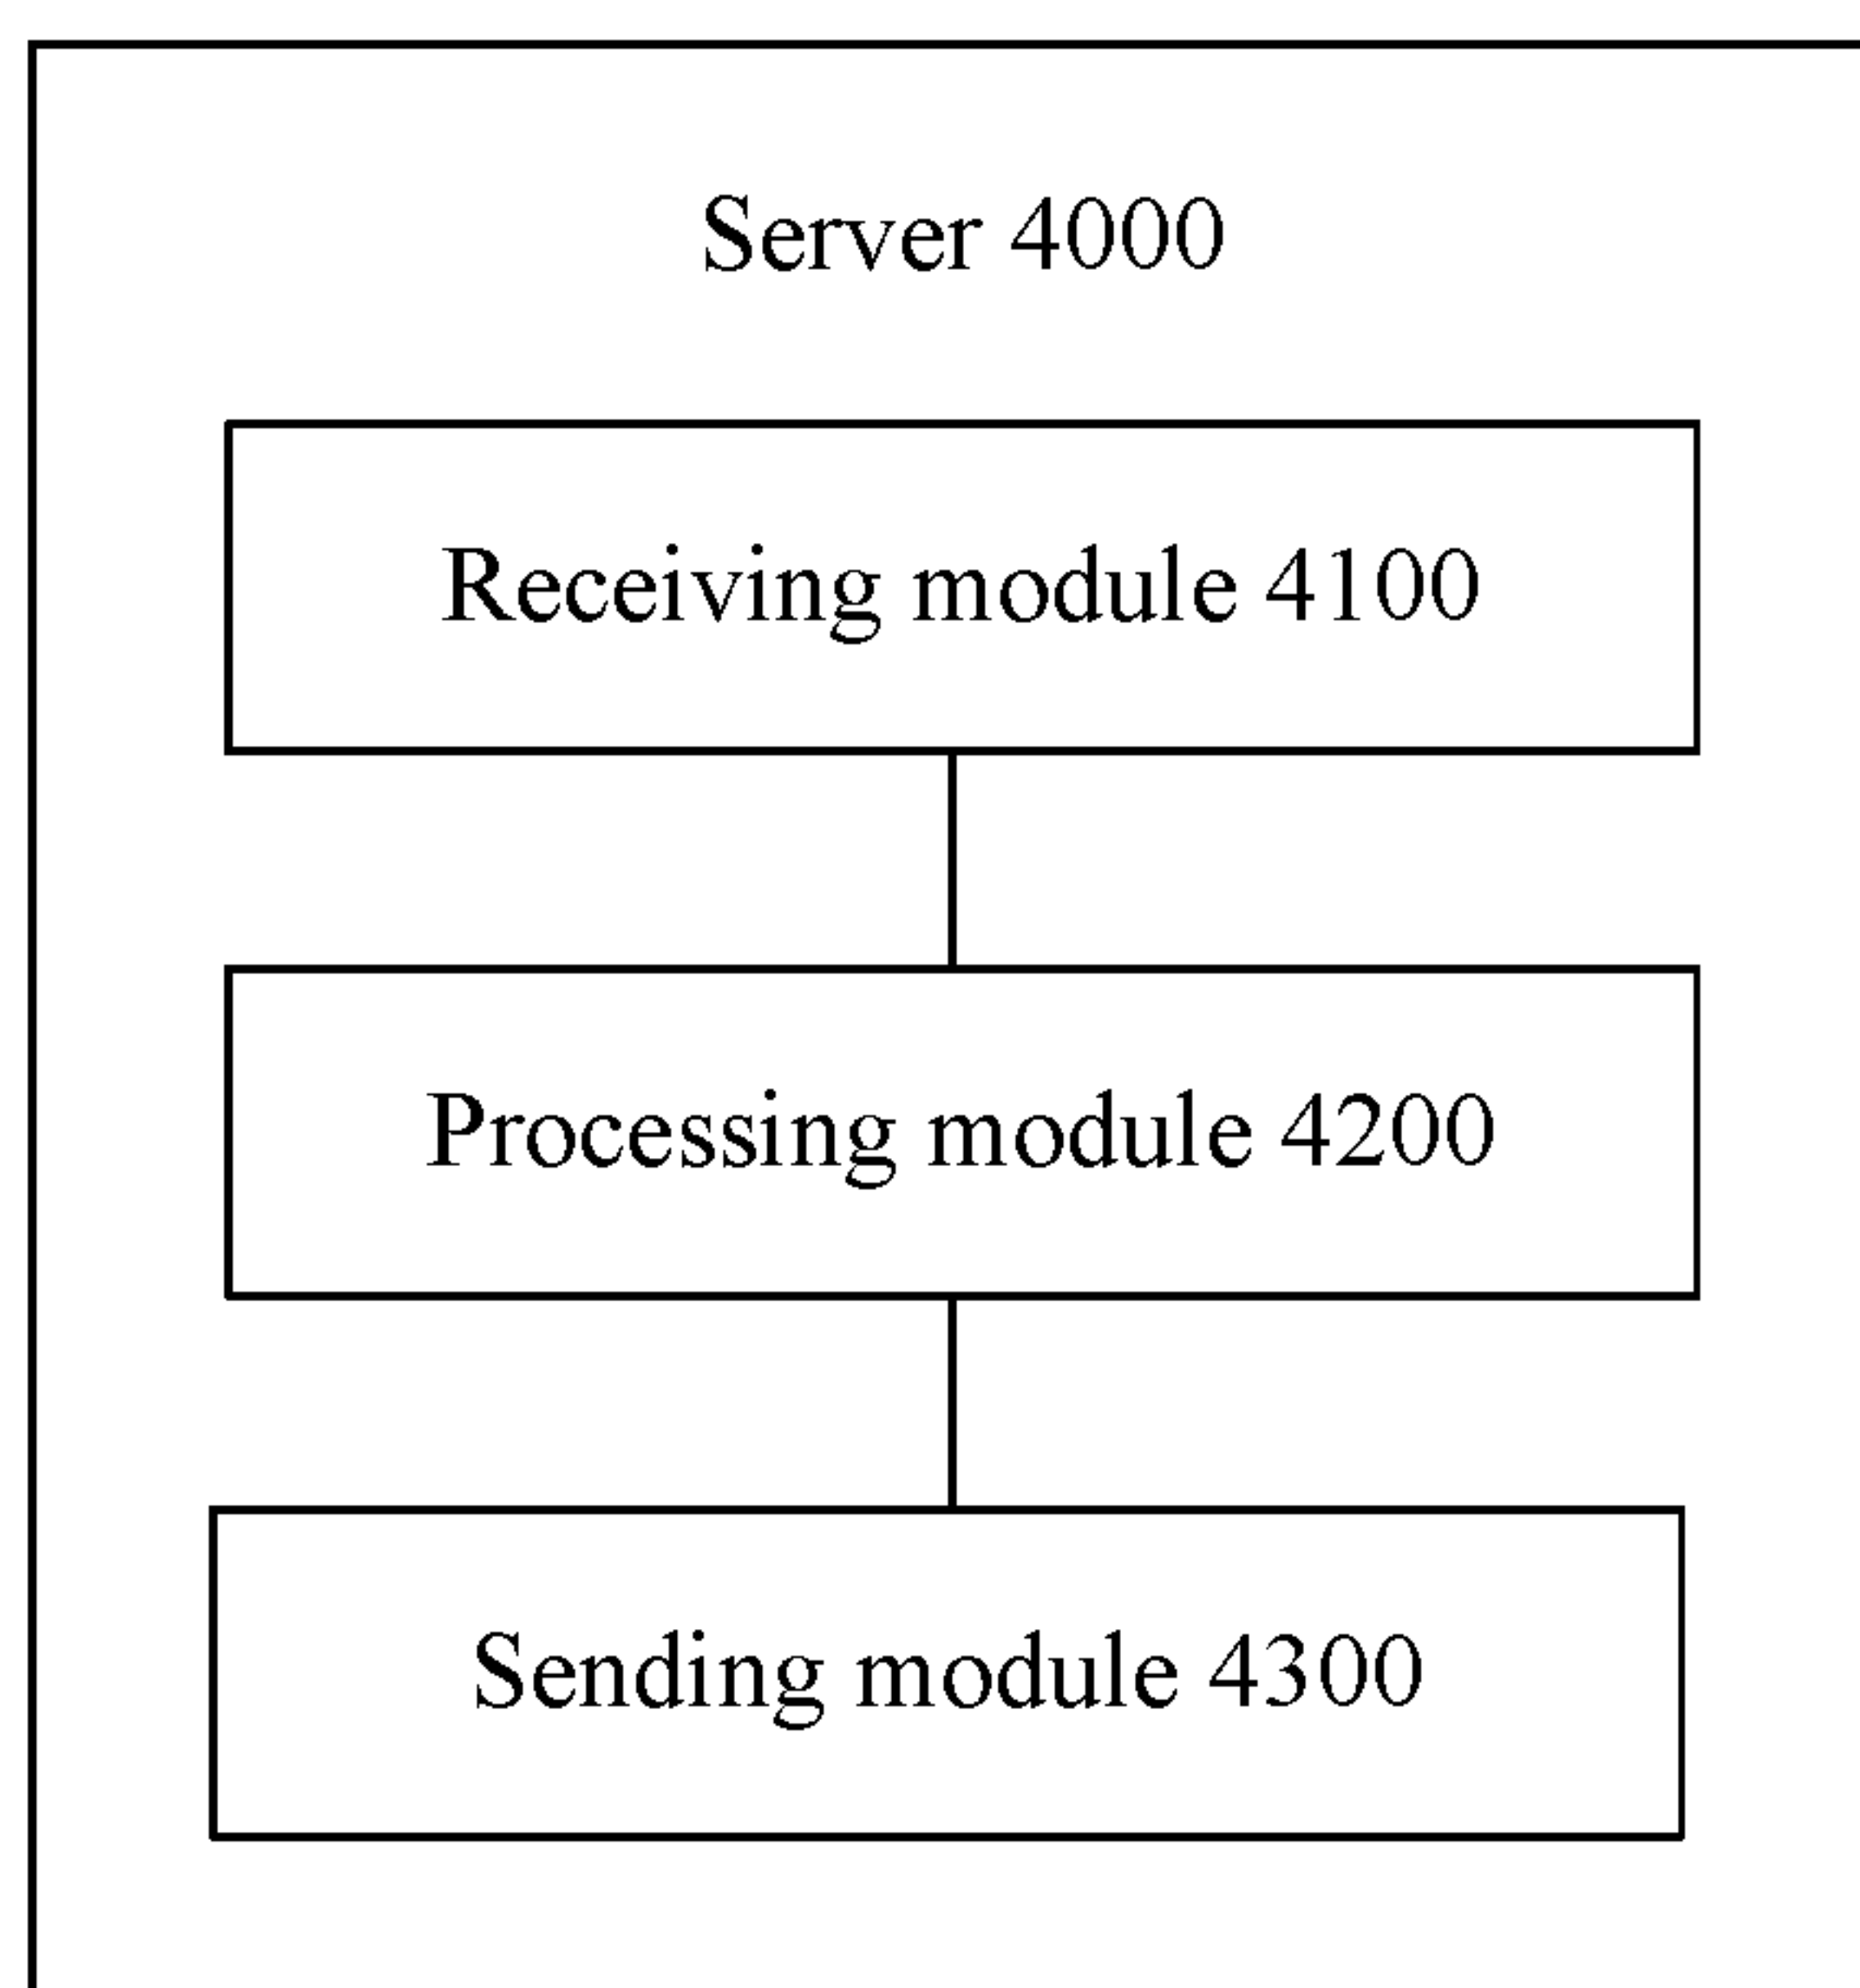 Server 4000
Receiving module 4100
Processing module 4200
Sending module 4300